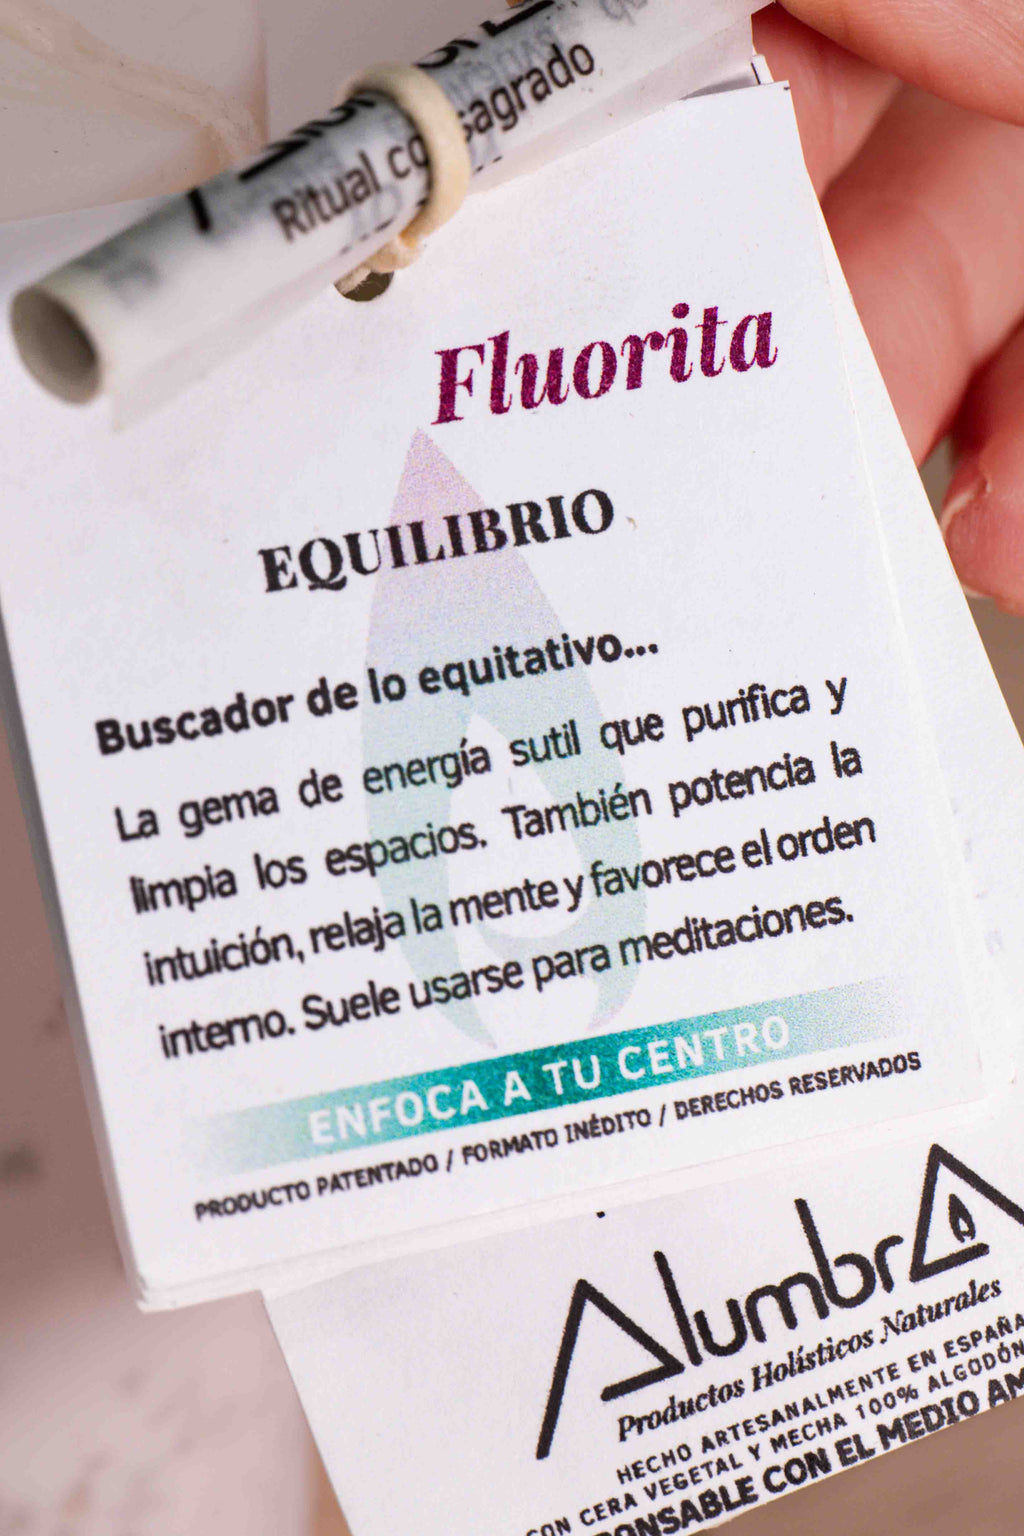 Ritual consagrado
Fluorita
EQUILIBRIO
Buscador de lo equitativo...
La gema de energía sutil que purifica y
limpia los espacios. También potencia la
intuición, relaja la mente y favorece el orden
interno. Suele usarse para meditaciones.
ENFOCA A TU CENTRO
PRODUCTO PATENTADO / FORMATO INÉDITO / DERECHOS RESERVADOS
AlumbrA
Productos Holísticos Naturales
HECHO ARTESANALMENTE EN ESPAÑA
CON CERA VEGETAL Y MECHA 100% ALGODÓN
CON EL MEDIO